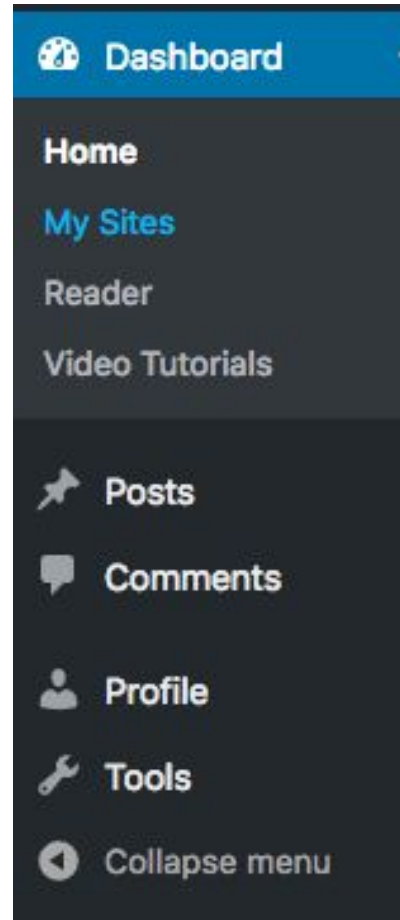 Dashboard
Home
My Sites
Reader
Video Tutorials
Posts
Comments
Profile
Tools
Collapse menu